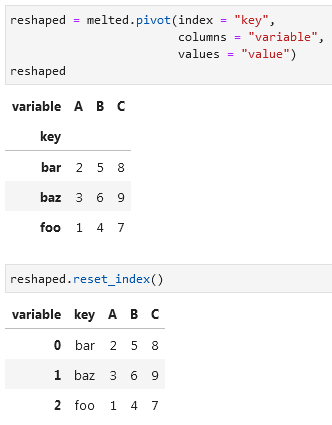 reshaped = melted.pivot(index = "key",
columns = "variable",
values = "value")
reshaped
variable A B C
key
bar 2 5 8
baz 3 6 9
foo 1 4 7
reshaped.reset_index()
variable key A B C
0 bar 2 5 8
1 baz 3 6 9
2 foo 1 4 7